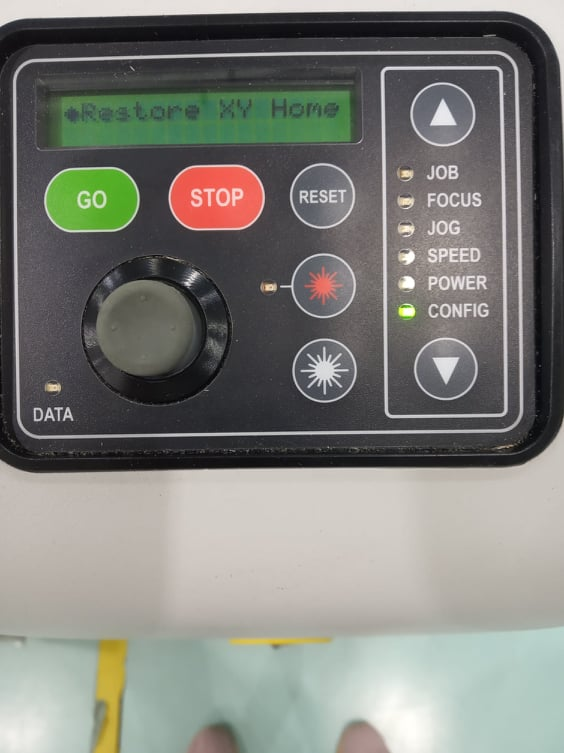 Restore XY Home
GO
STOP
RESET
JOB
FOCUS
JOG
SPEED
POWER
CONFIG
DATA